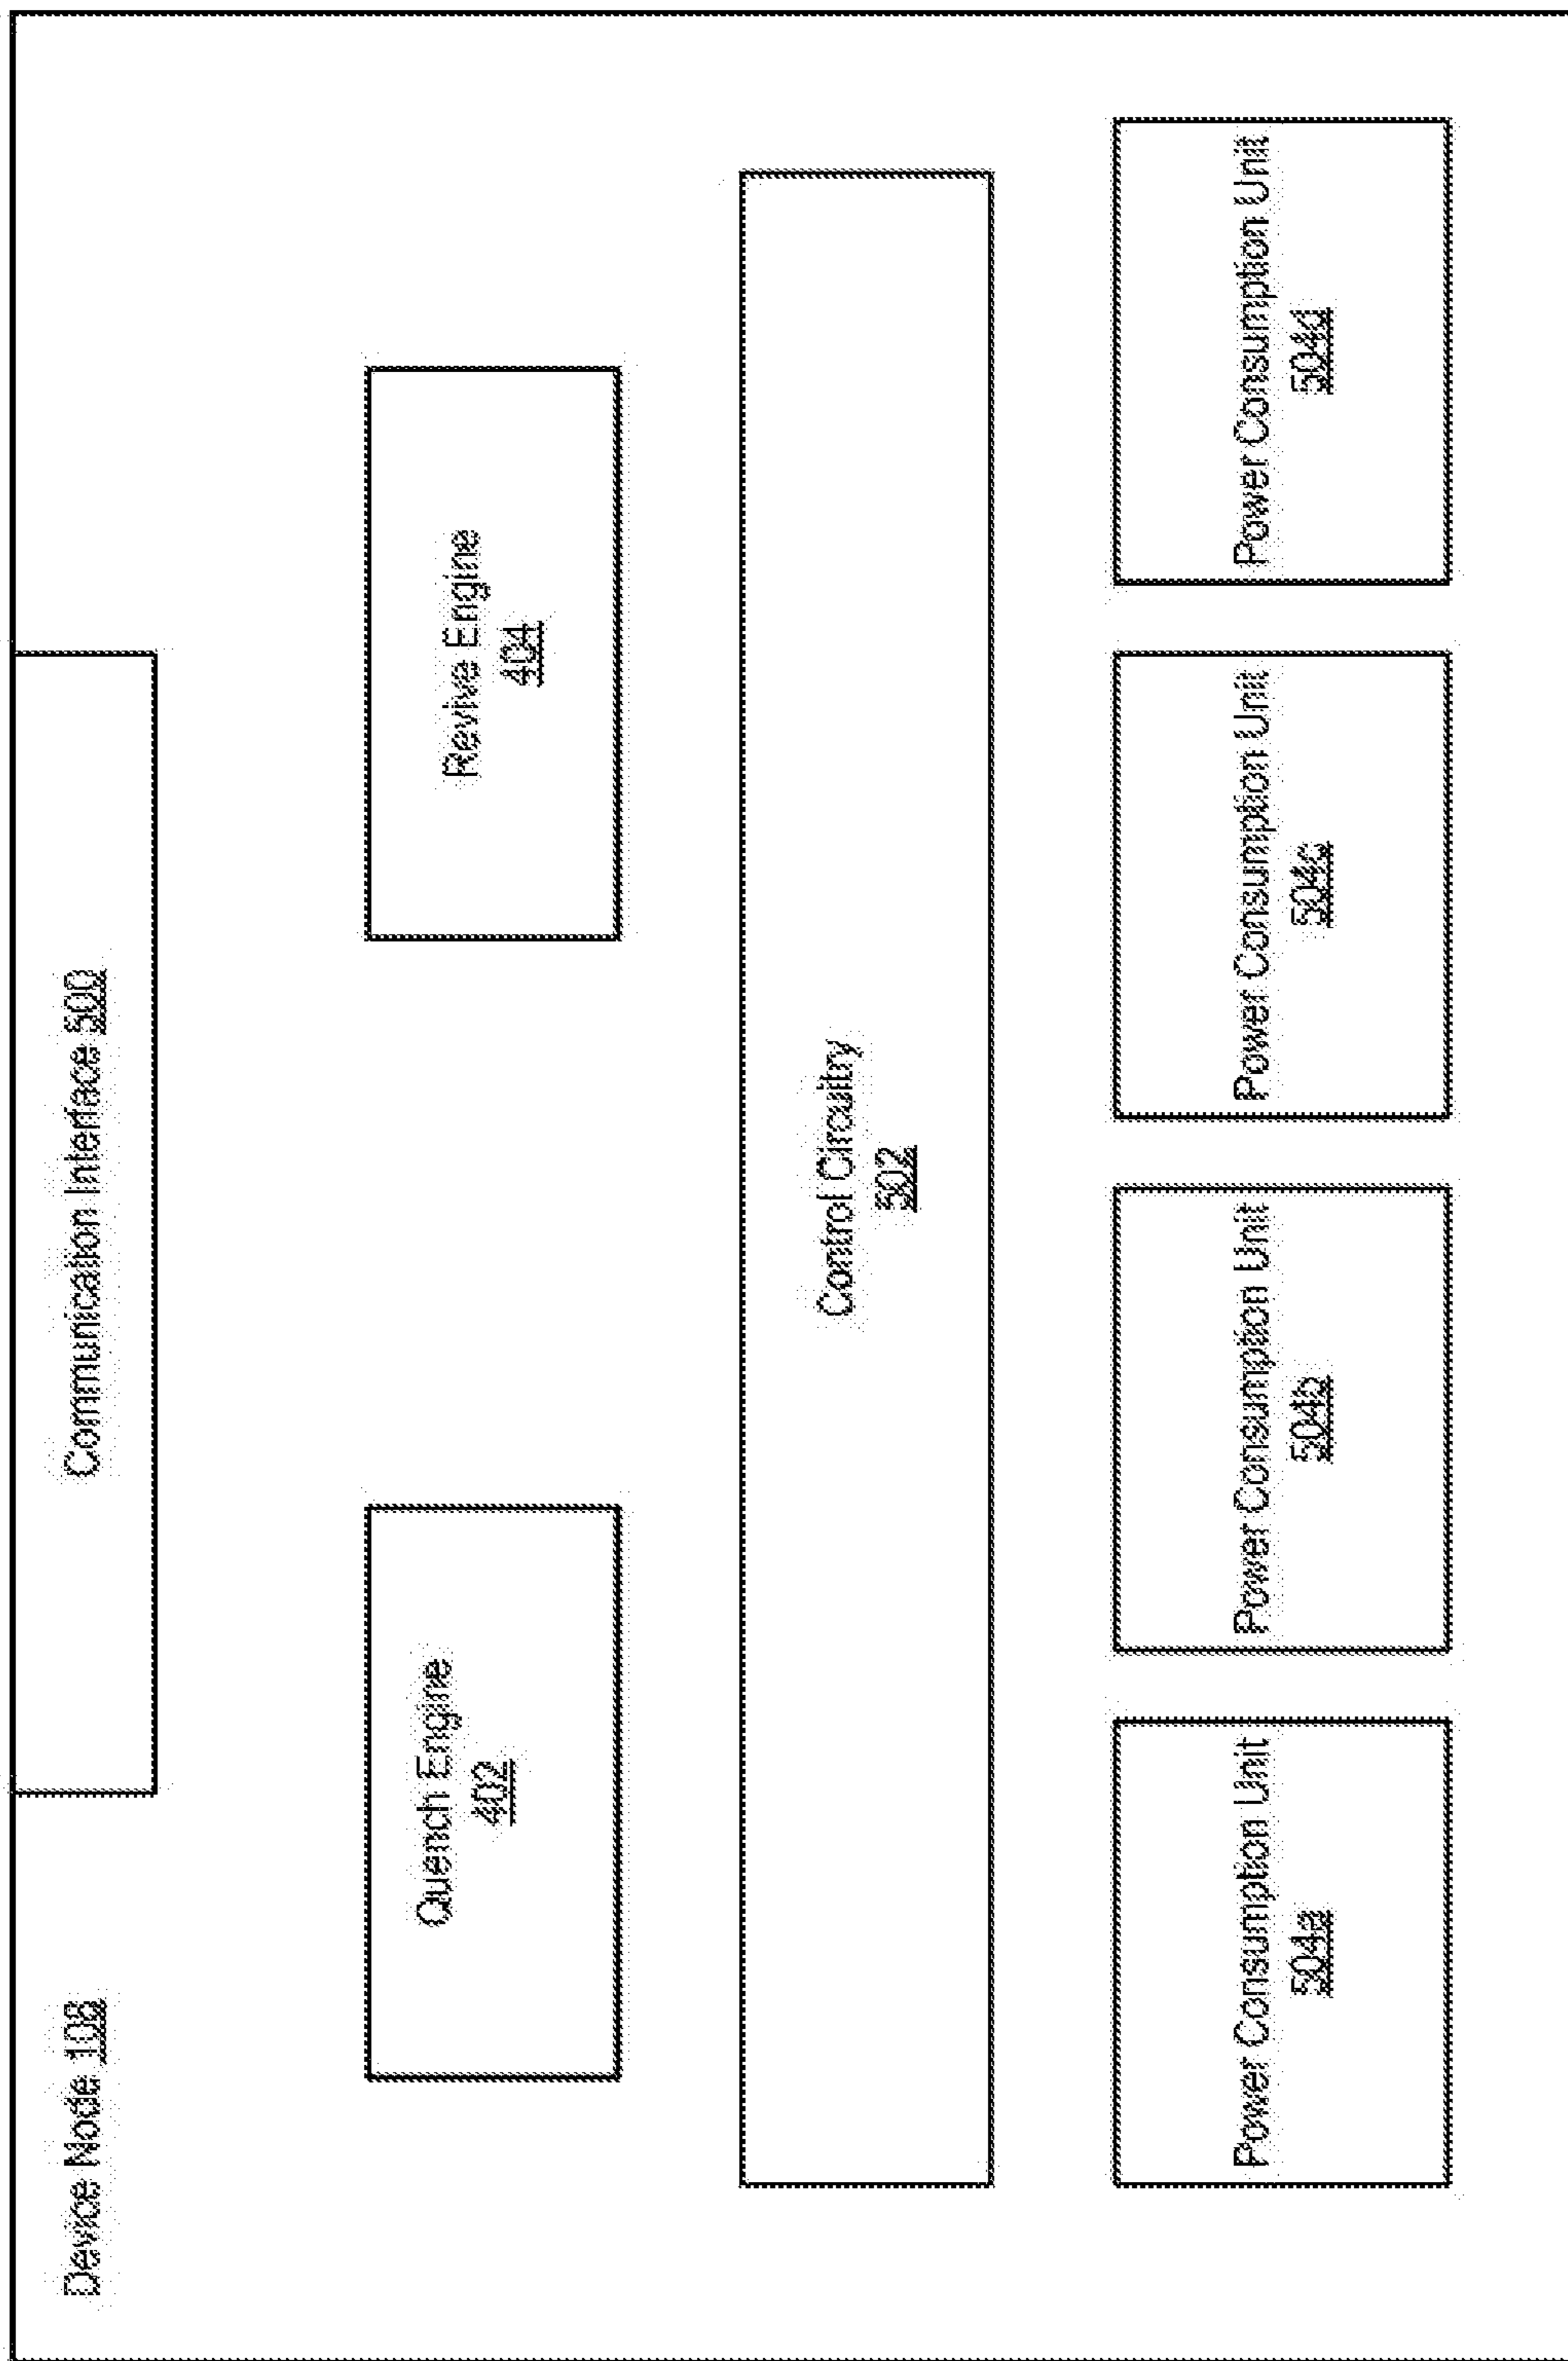 Device Node 108
Communication Interface 500
Quench Engine
402
Revive Engine
404
Control Circuitry
502
Power Consumption Unit
504a
Power Consumption Unit
504b
Power Consumption Unit
504c
Power Consumption Unit
504d